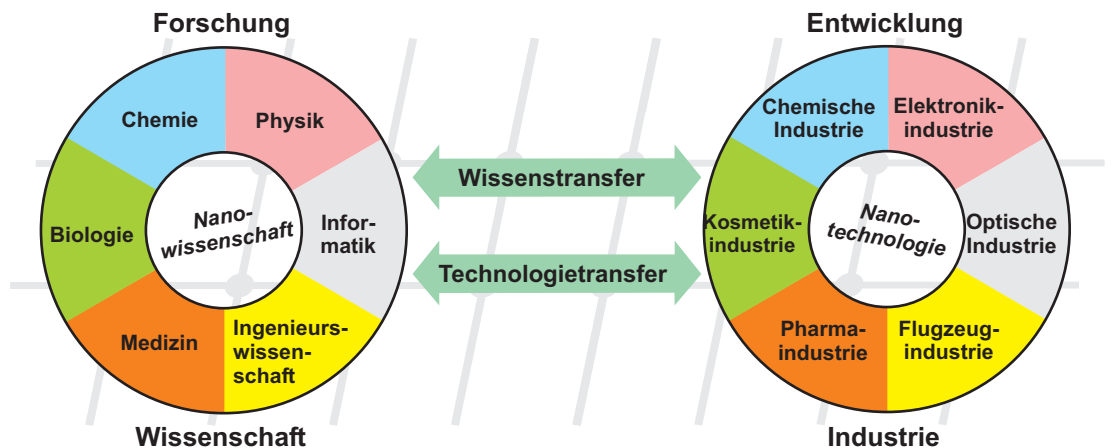 Forschung
Chemie
Physik
Biologie
Nano-
wissenschaft
Infor-
matik
Medizin
Ingenieurs-
wissen-
schaft
Wissenschaft
Wissenstransfer
Technologietransfer
Entwicklung
Chemische
Industrie
Elektronik-
industrie
Kosmetik-
industrie
Nano-
technologie
Optische
Industrie
Pharma-
industrie
Flugzeug-
industrie
Industrie